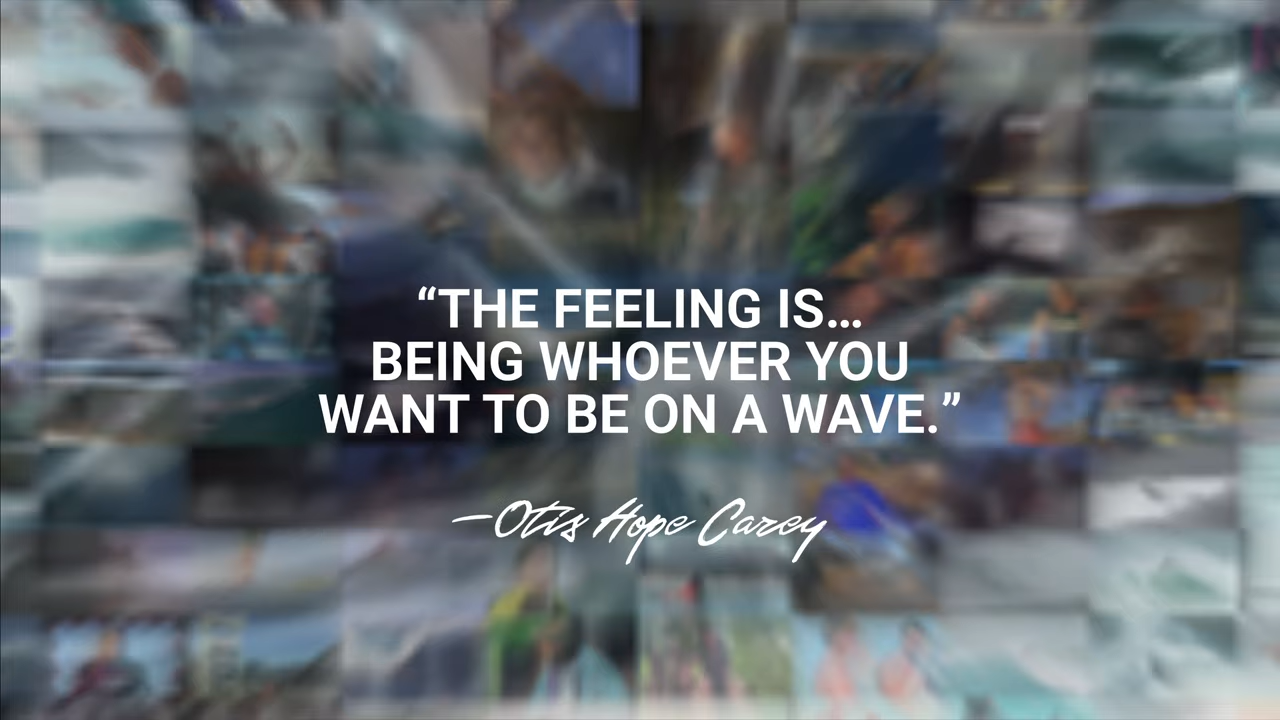 “THE FEELING IS…
BEING WHOEVER YOU
WANT TO BE ON A WAVE.”
—Otis Hope Carey